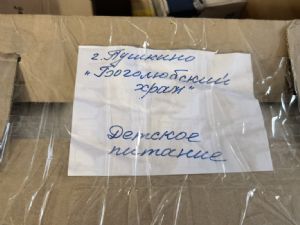 г. Пушкино
"Боголюбский
храм"
Детское
питание